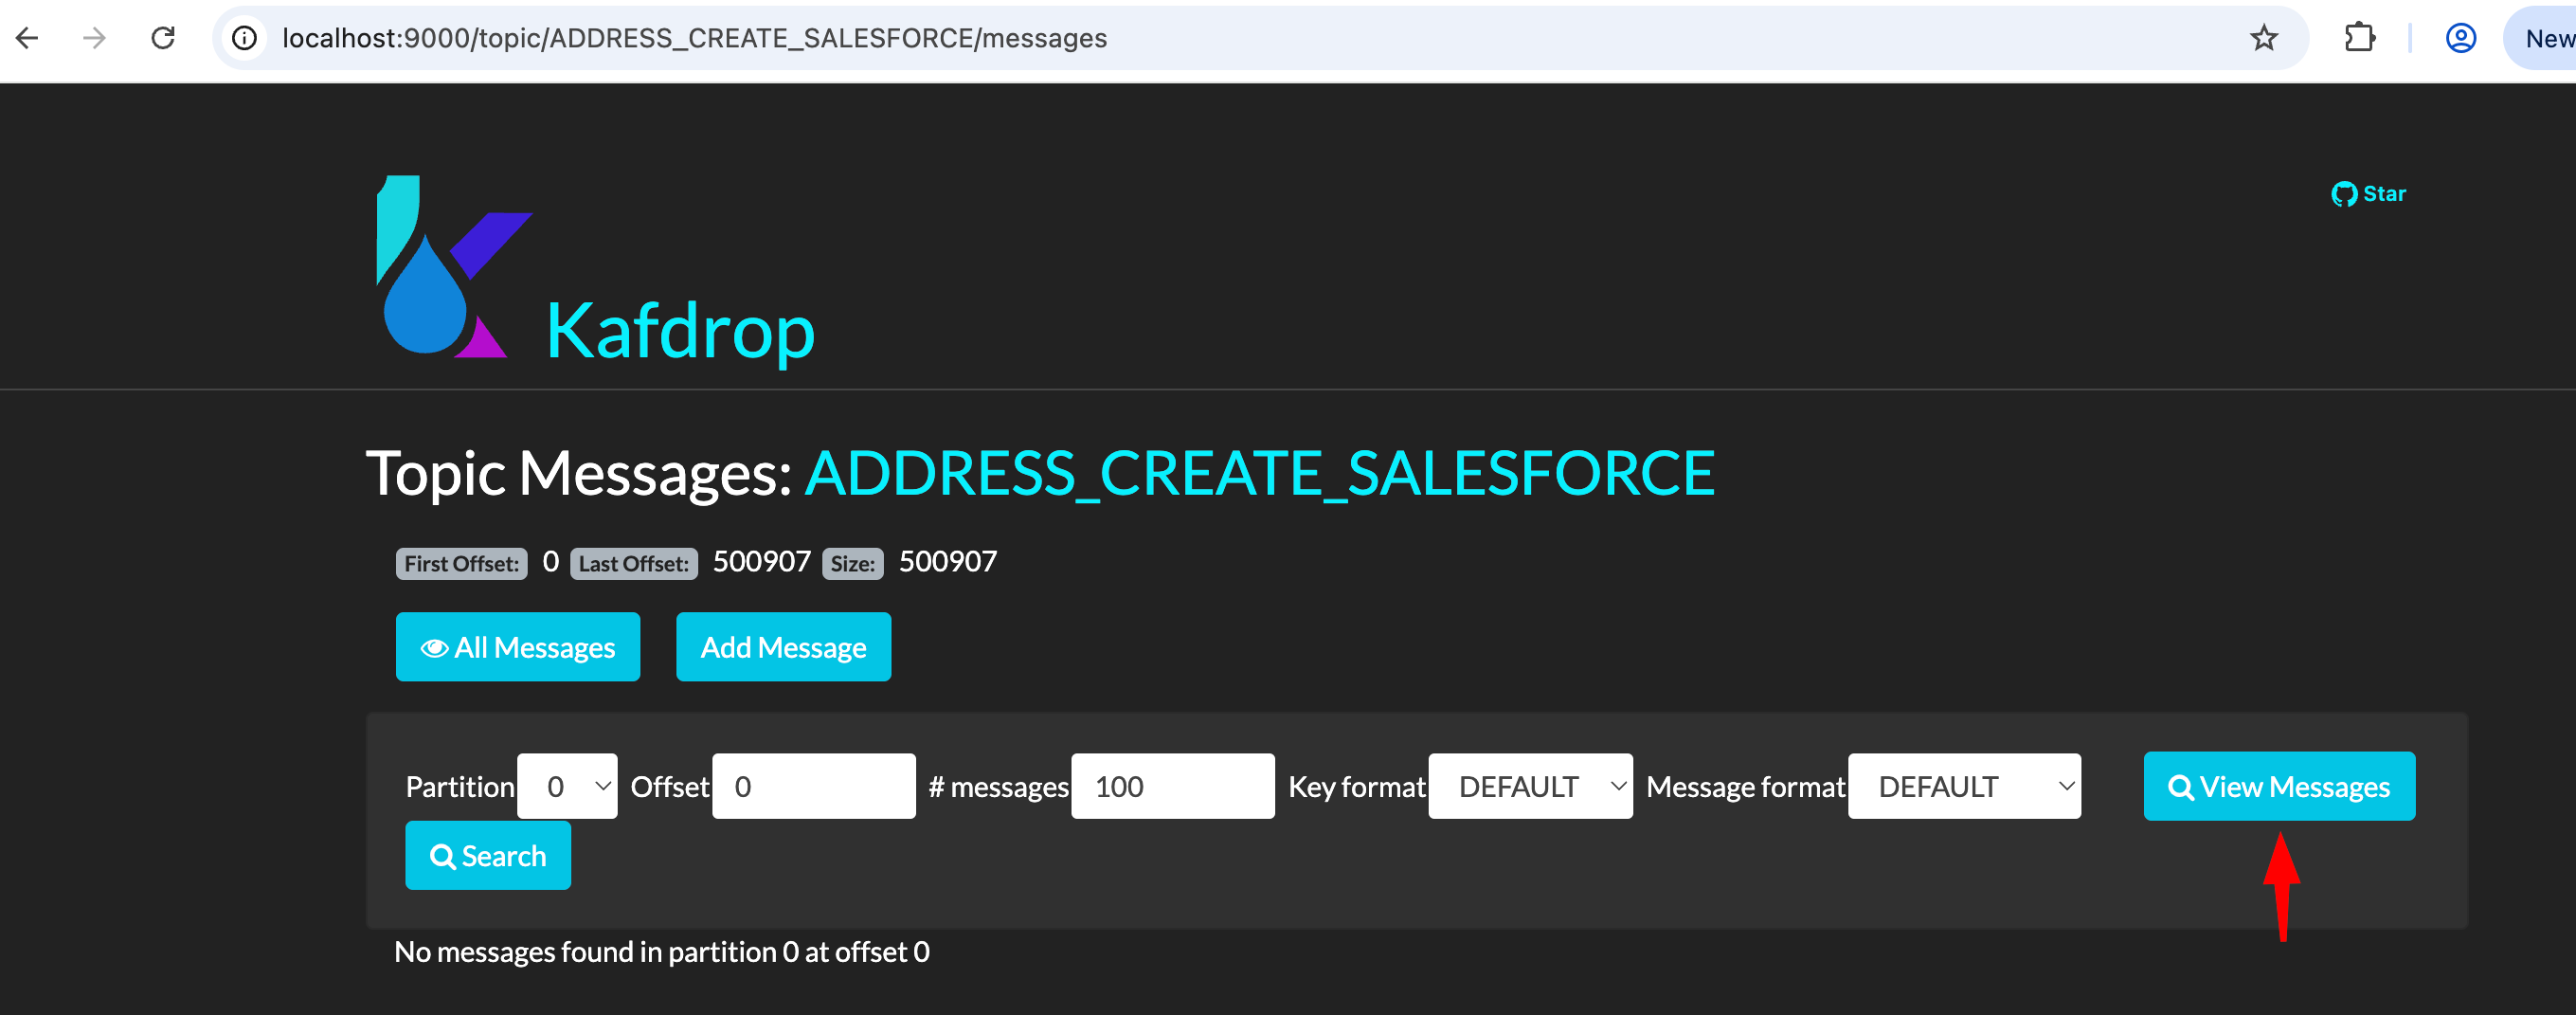 localhost:9000/topic/ADDRESS_CREATE_SALESFORCE/messages
New
Star
Kafdrop
Topic Messages: ADDRESS_CREATE_SALESFORCE
First Offset: 0 Last Offset: 500907 Size: 500907
All Messages Add Message
Partition 0 Offset 0 # messages 100 Key format DEFAULT Message format DEFAULT View Messages
Search
No messages found in partition 0 at offset 0